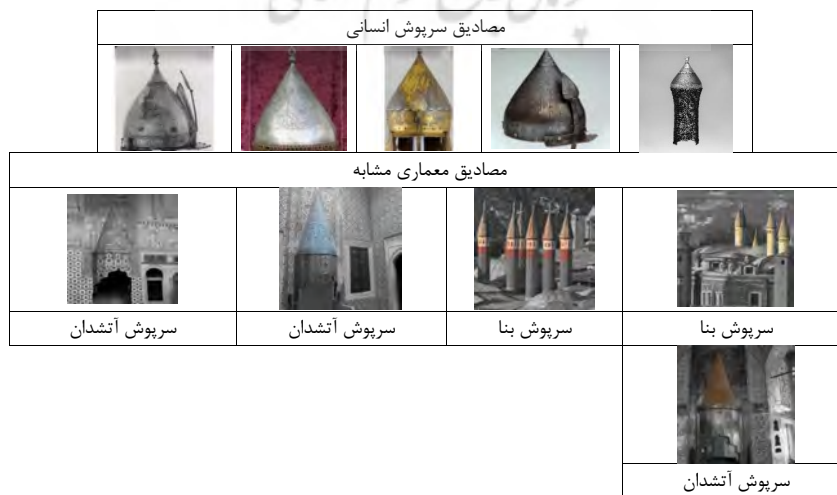 مصادیق سرپوش انسانی
مصادیق معماری مشابه
سرپوش بنا
سرپوش بنا
سرپوش آتشدان
سرپوش آتشدان
سرپوش آتشدان